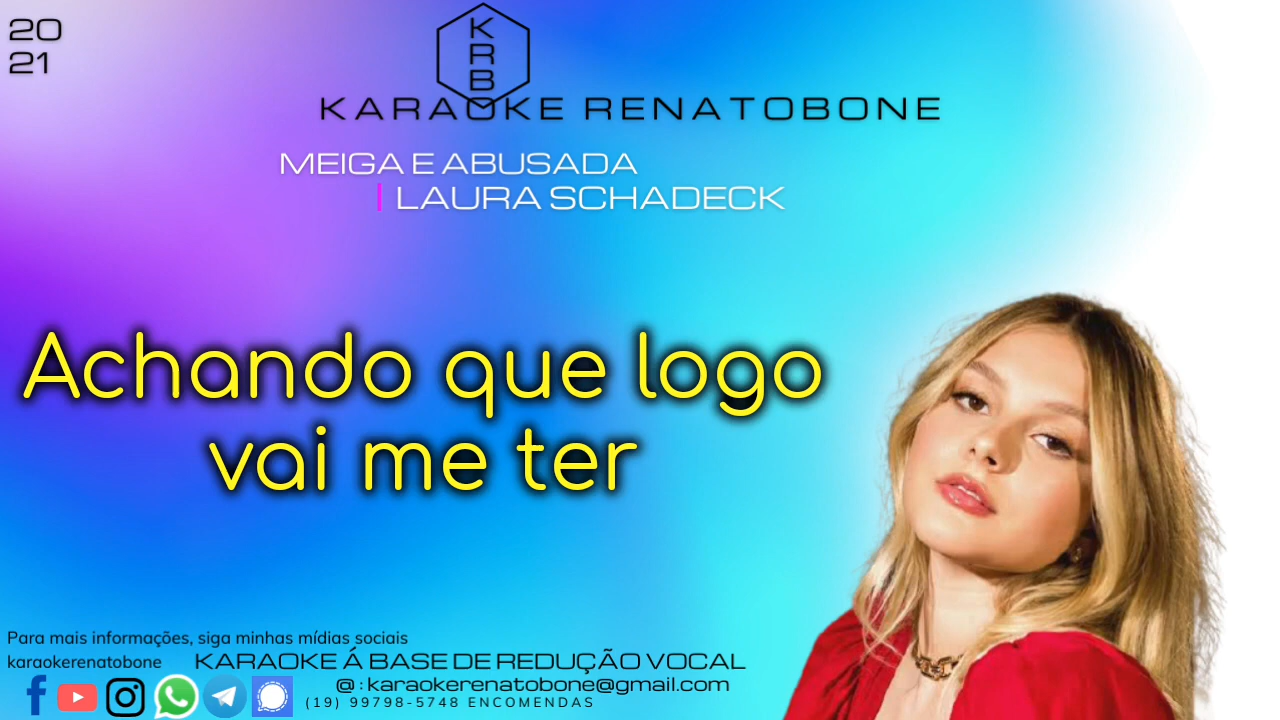 20
21
K
R
B
KARAOKE RENATOBONE
MEIGA E ABUSADA
| LAURA SCHADECK
Achando que logo
vai me ter
Para mais informações, siga minhas mídias sociais
karaokerenatobone
KARAOKE Á BASE DE REDUÇÃO VOCAL
@ : karaokerenatobone@gmail.com
(19) 99798-5748 ENCOMENDAS